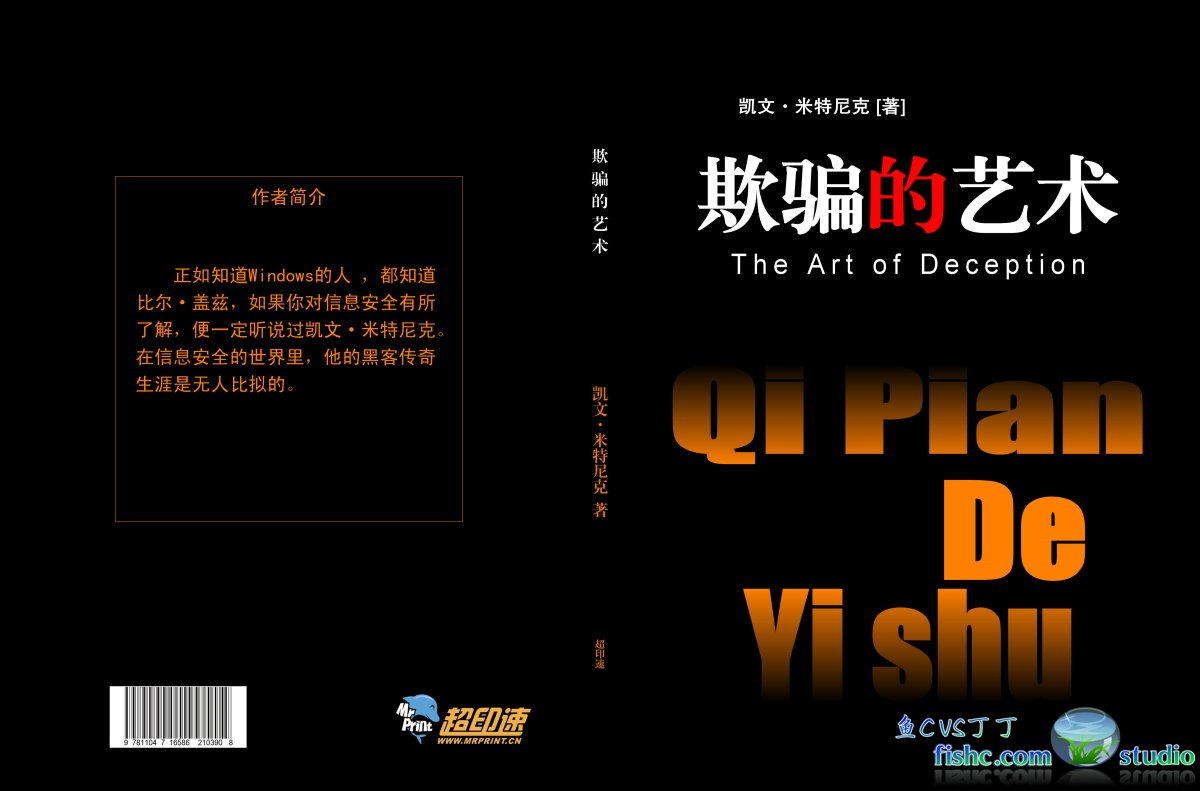 作者简介
正如知道Windows的人 ，都知道
比尔·盖兹，如果你对信息安全有所
了解，便一定听说过凯文·米特尼克。
在信息安全的世界里，他的黑客传奇
生涯是无人比拟的。
9 781104 716586 210390 8
Mr Print
超印速
WWW.MRPRINT.CN
欺骗的艺术
凯文·米特尼克 著
超印速
凯文·米特尼克 [著]
欺骗的艺术
The Art of Deception
Qi Pian
De
Yi shu
鱼CVS丁丁
fishc.com studio